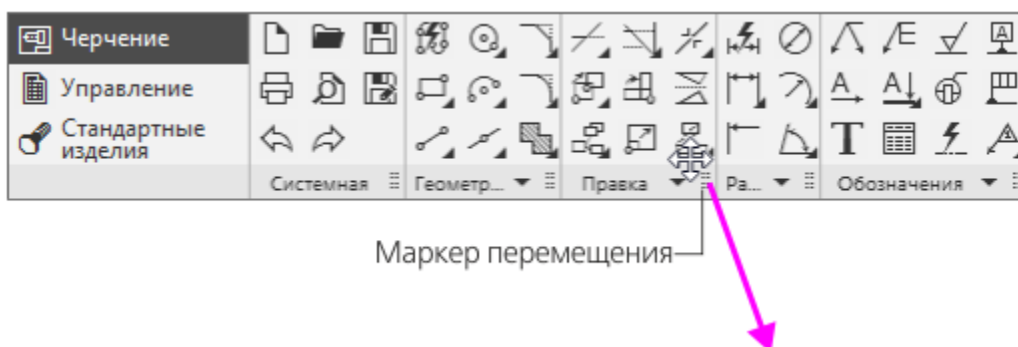 Черчение
Управление
Стандартные
изделия
Системная
Геометр...
Правка
Ра...
Обозначения
Маркер перемещения